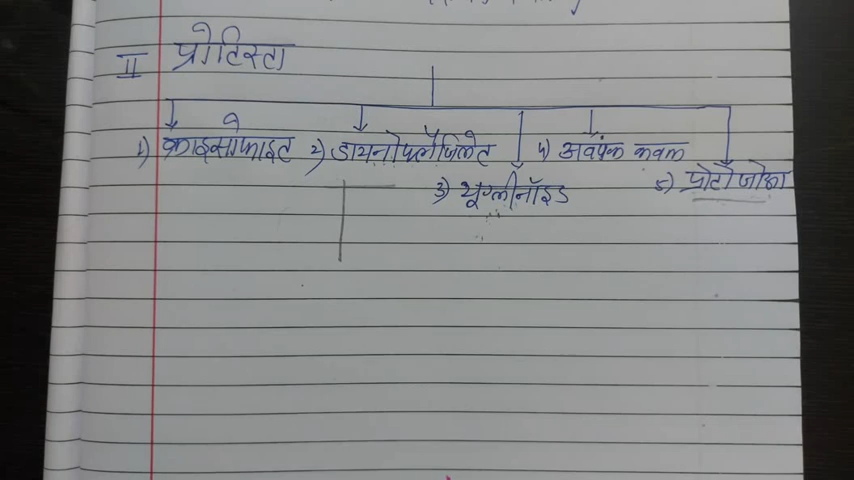 II प्रोटिस्टा
1) क्राइसोफाइट 2) डायनोफ्लैजिलेट 4) अवपंक कवक
3) यूग्लीनॉइड 5) प्रोटोजोआ